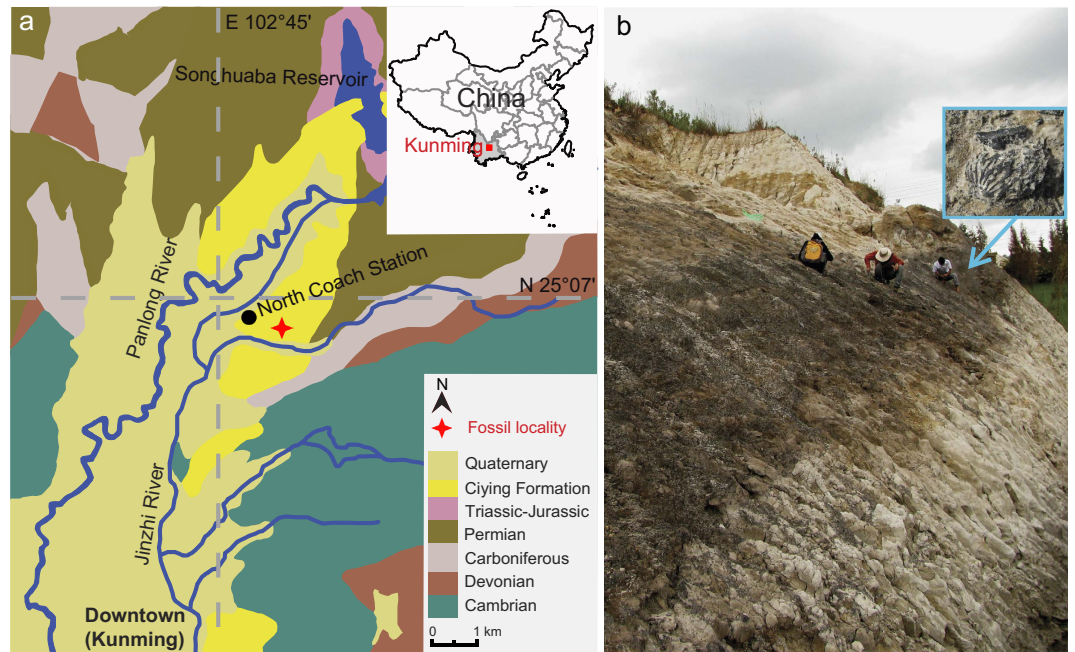 a
E 102°45'
Songhuaba Reservoir
China
Kunming
Panlong River
North Coach Station
N 25°07'
Jinzhi River
Downtown
(Kunming)
N
Fossil locality
Quaternary
Ciying Formation
Triassic-Jurassic
Permian
Carboniferous
Devonian
Cambrian
0 1 km
b